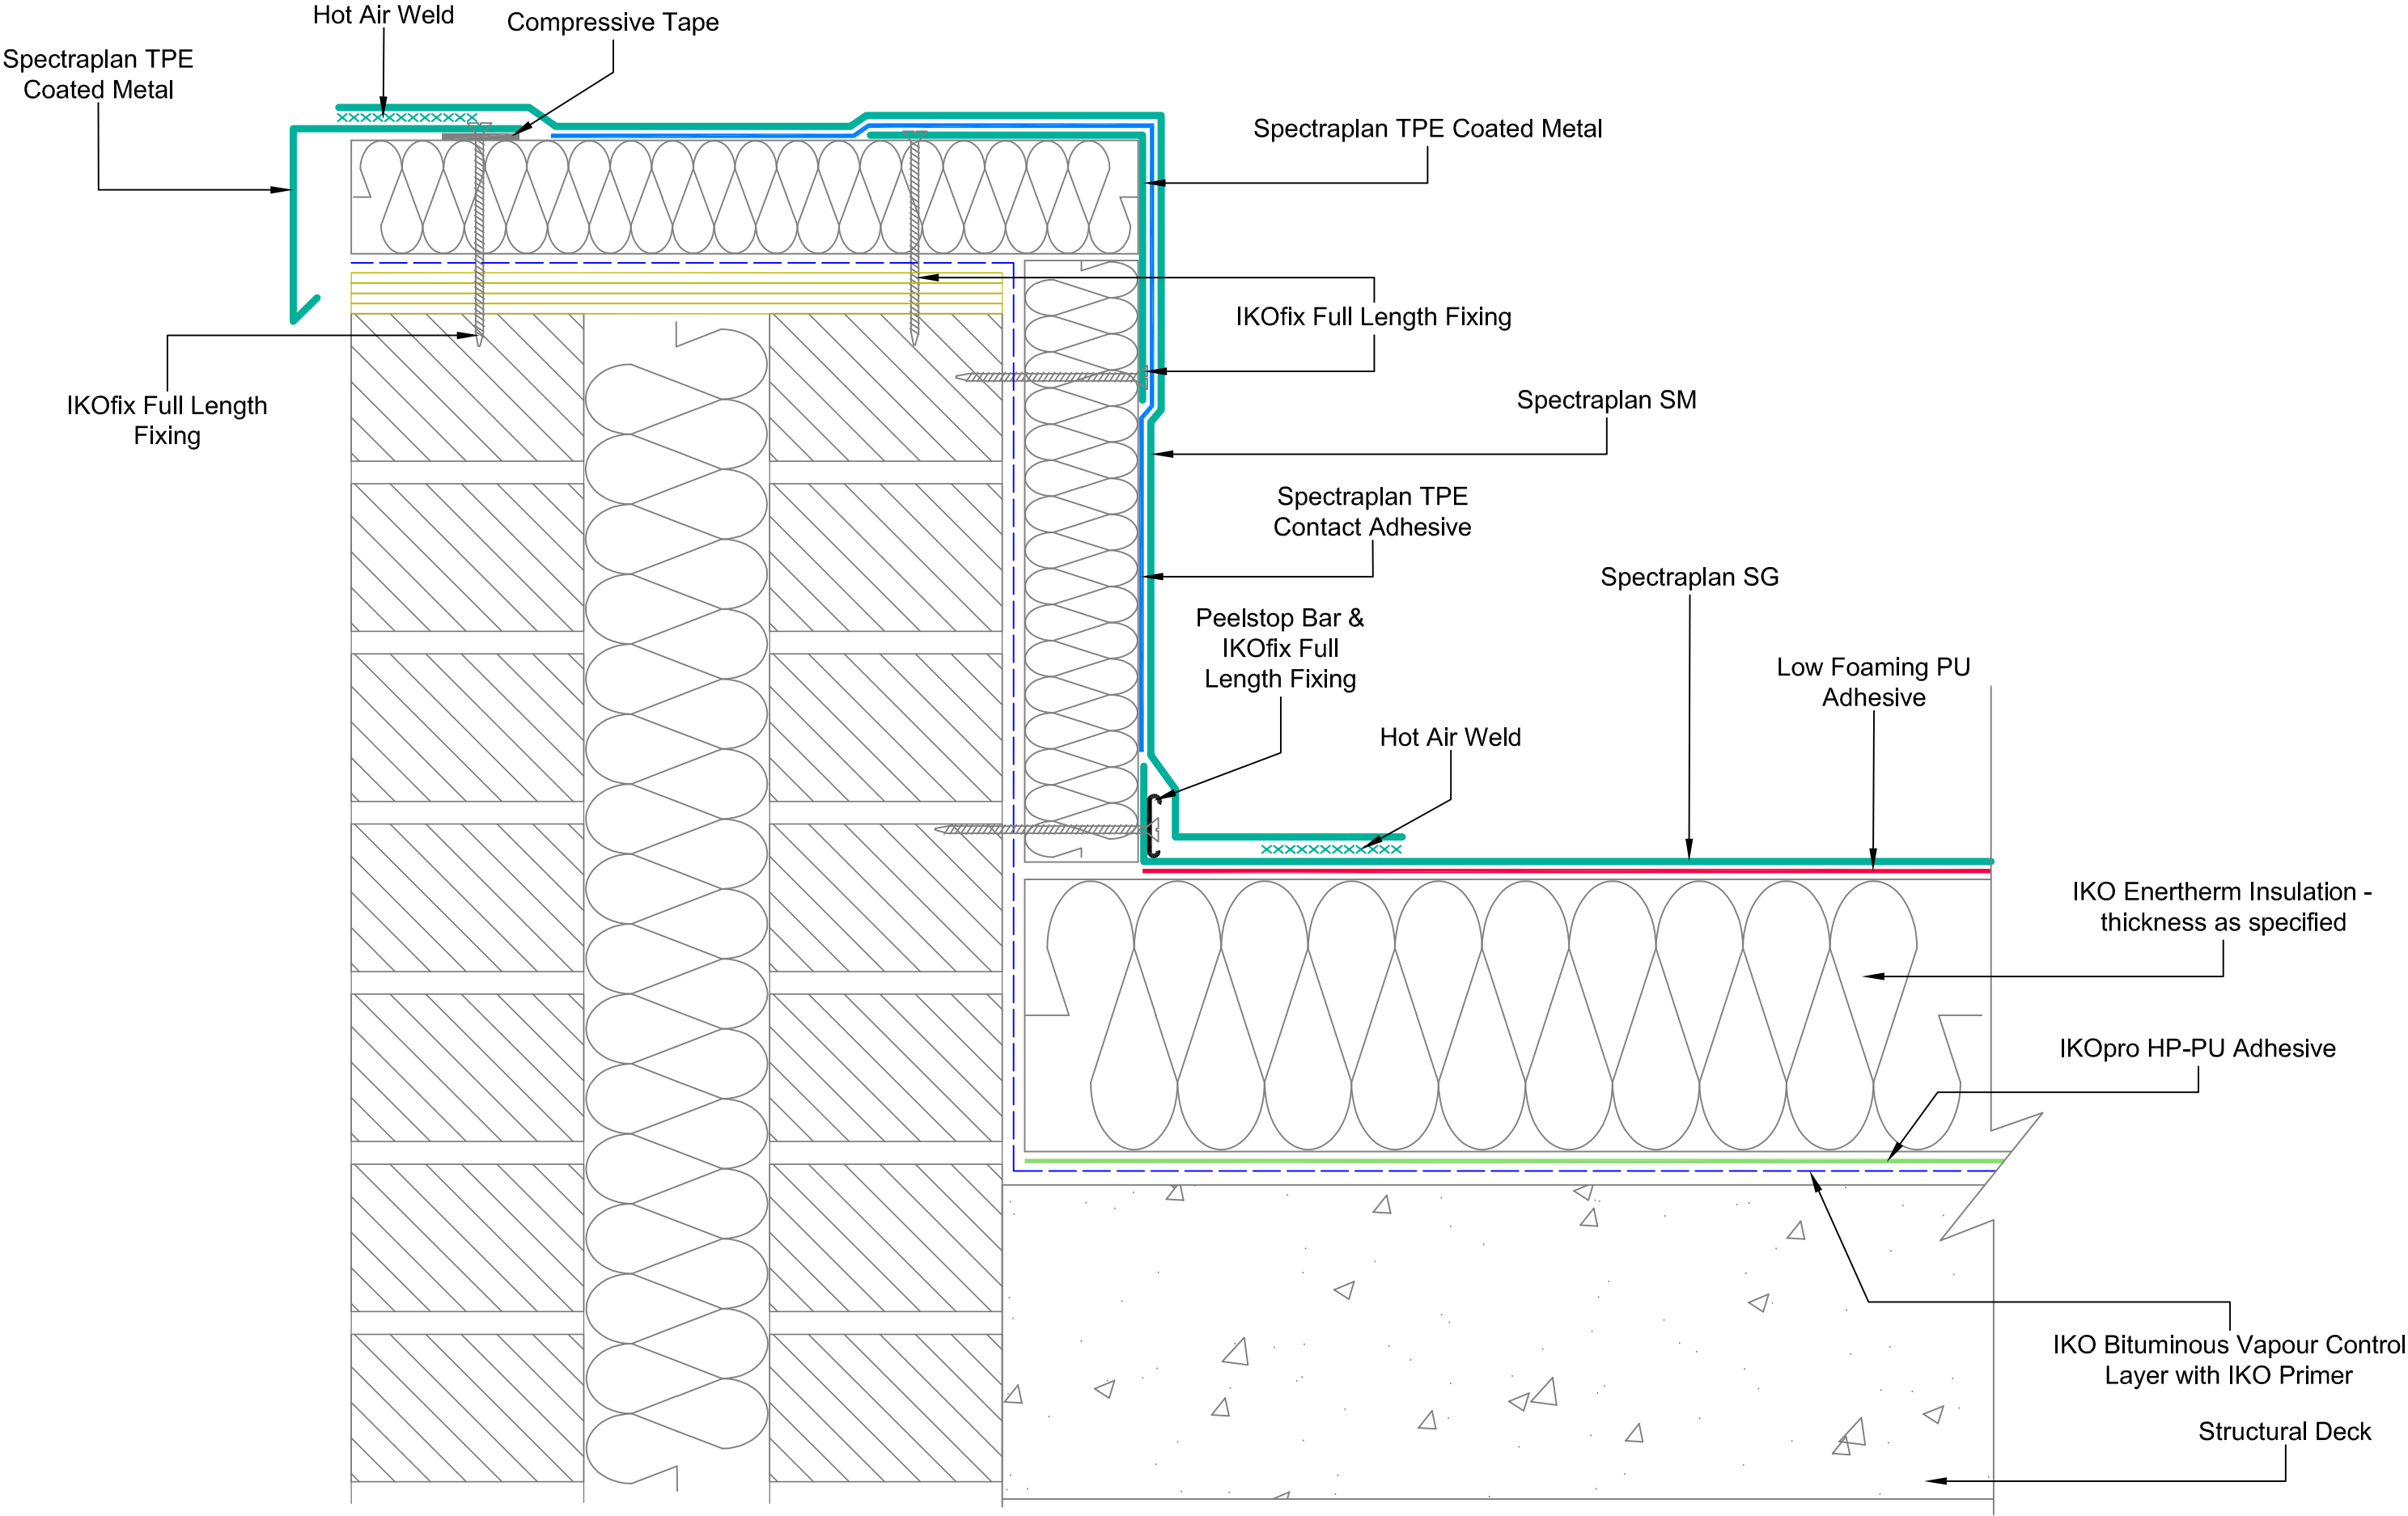 Hot Air Weld
Compressive Tape
Spectraplan TPE
Coated Metal
Spectraplan TPE Coated Metal
IKOfix Full Length Fixing
IKOfix Full Length
Fixing
Spectraplan SM
Spectraplan TPE
Contact Adhesive
Spectraplan SG
Peelstop Bar &
IKOfix Full
Length Fixing
Low Foaming PU
Adhesive
Hot Air Weld
IKO Enertherm Insulation -
thickness as specified
IKOpro HP-PU Adhesive
IKO Bituminous Vapour Control
Layer with IKO Primer
Structural Deck